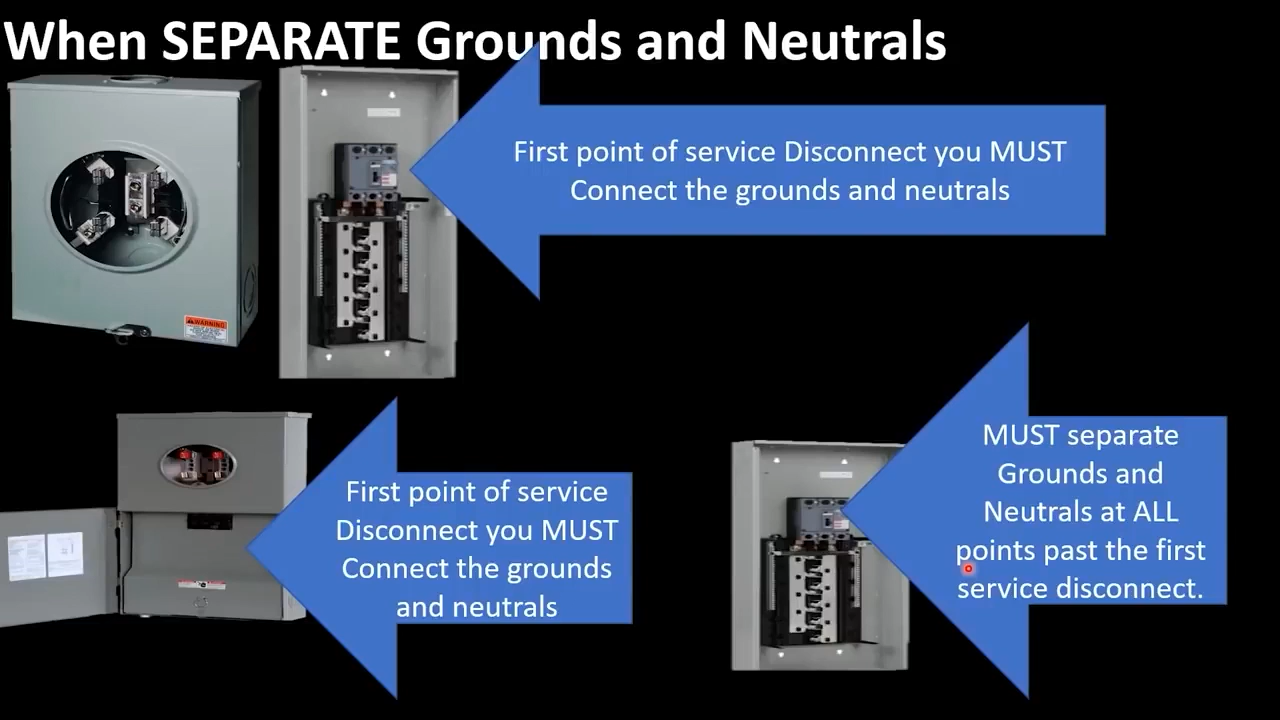 When SEPARATE Grounds and Neutrals
First point of service Disconnect you MUST
Connect the grounds and neutrals
WARNING
First point of service
Disconnect you MUST
Connect the grounds
and neutrals
MUST separate
Grounds and
Neutrals at ALL
points past the first
service disconnect.